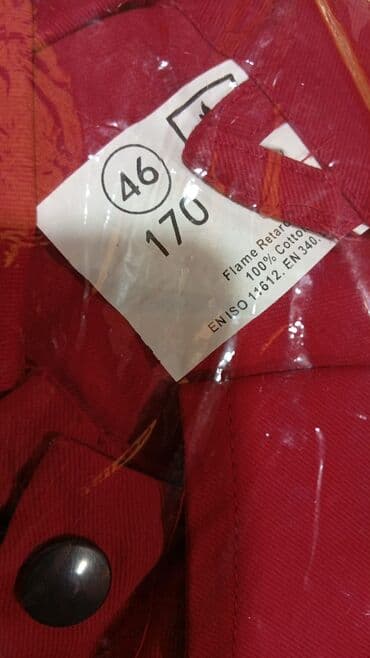 46
170
Flame Retar
100% Cotto
EN ISO 11612. EN 340.